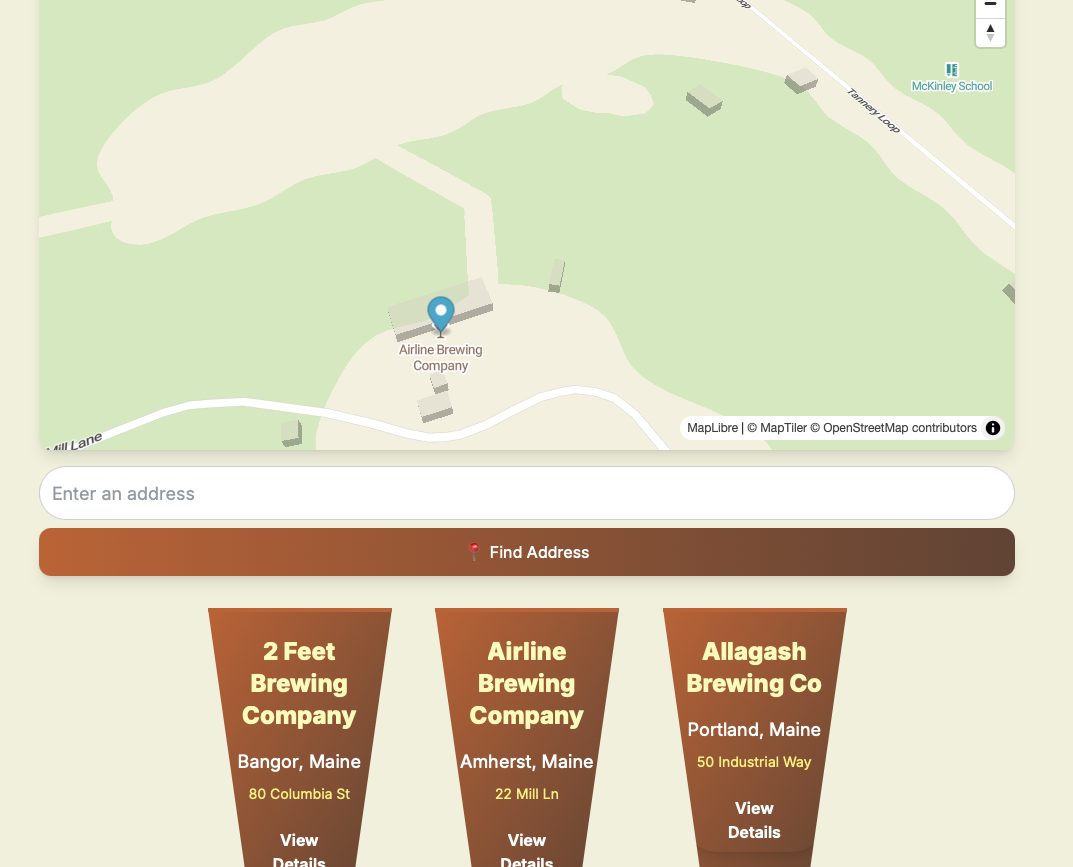 McKinley School
Tannery Loop
Airline Brewing
Company
Mill Lane
MapLibre | © MapTiler © OpenStreetMap contributors
Enter an address
📍 Find Address
2 Feet
Brewing
Company
Bangor, Maine
80 Columbia St
View
Details
Airline
Brewing
Company
Amherst, Maine
22 Mill Ln
View
Details
Allagash
Brewing Co
Portland, Maine
50 Industrial Way
View
Details